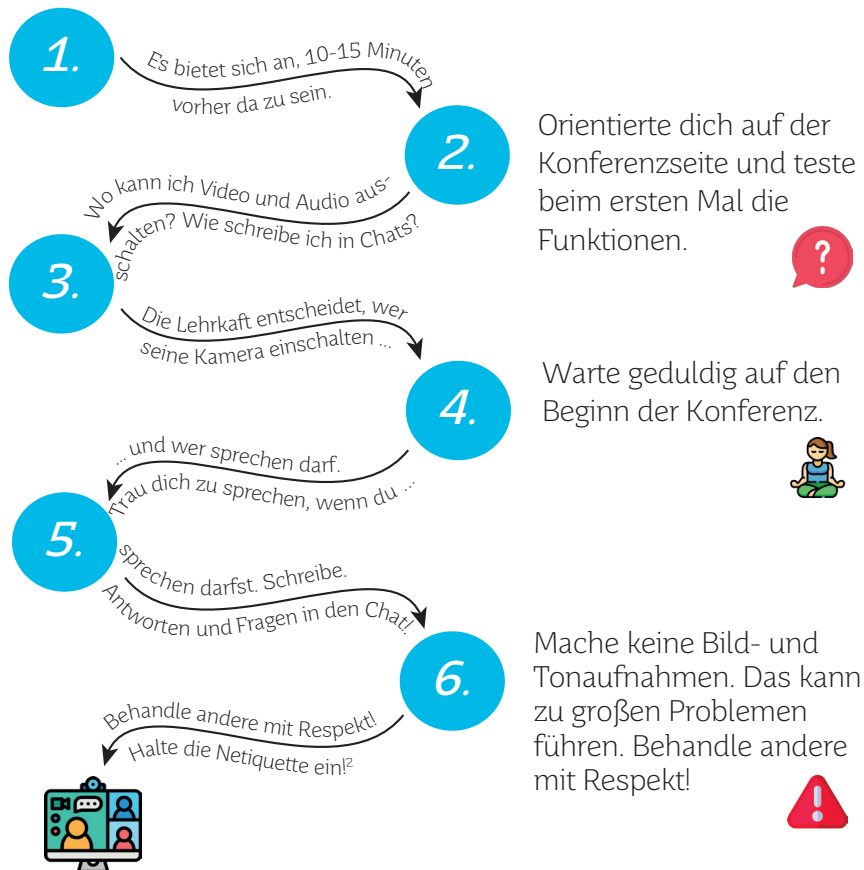 1.
Es bietet sich an, 10-15 Minuten
vorher da zu sein.
2.
Orientierte dich auf der
Konferenzseite und teste
beim ersten Mal die
Funktionen.
?
Wo kann ich Video und Audio aus-
schalten? Wie schreibe ich in Chats?
3.
Die Lehrkaft entscheidet, wer
seine Kamera einschalten ...
4.
Warte geduldig auf den
Beginn der Konferenz.
... und wer sprechen darf.
Trau dich zu sprechen, wenn du ...
5.
sprechen darfst. Schreibe.
Antworten und Fragen in den Chat!
6.
Mache keine Bild- und
Tonaufnahmen. Das kann
zu großen Problemen
führen. Behandle andere
mit Respekt!
!
Behandle andere mit Respekt!
Halte die Netiquette ein!²